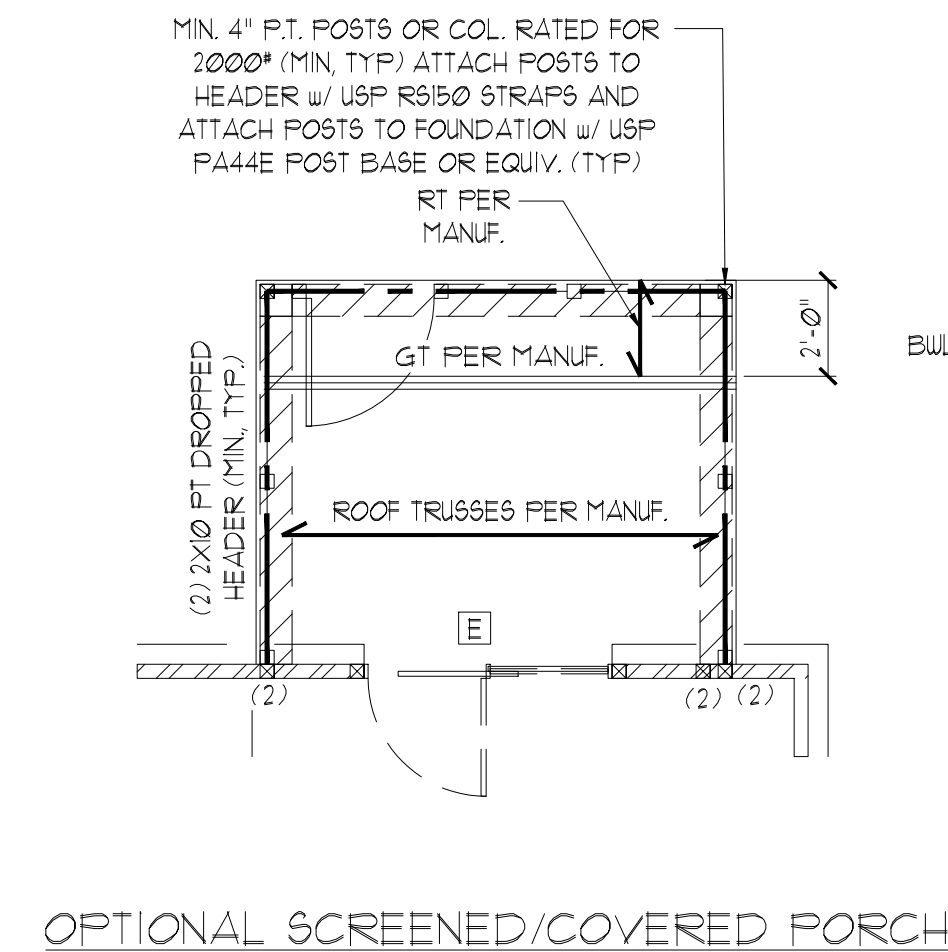 MIN. 4" P.T. POSTS OR COL. RATED FOR
2000# (MIN, TYP) ATTACH POSTS TO
HEADER w/ USP RS150 STRAPS AND
ATTACH POSTS TO FOUNDATION w/ USP
PA44E POST BASE OR EQUIV. (TYP)
RT PER
MANUF.
2'-0"
BWL
GT PER MANUF.
(2) 2X10 PT DROPPED
HEADER (MIN., TYP.)
ROOF TRUSSES PER MANUF.
E
(2)
(2) (2)
OPTIONAL SCREENED/COVERED PORCH